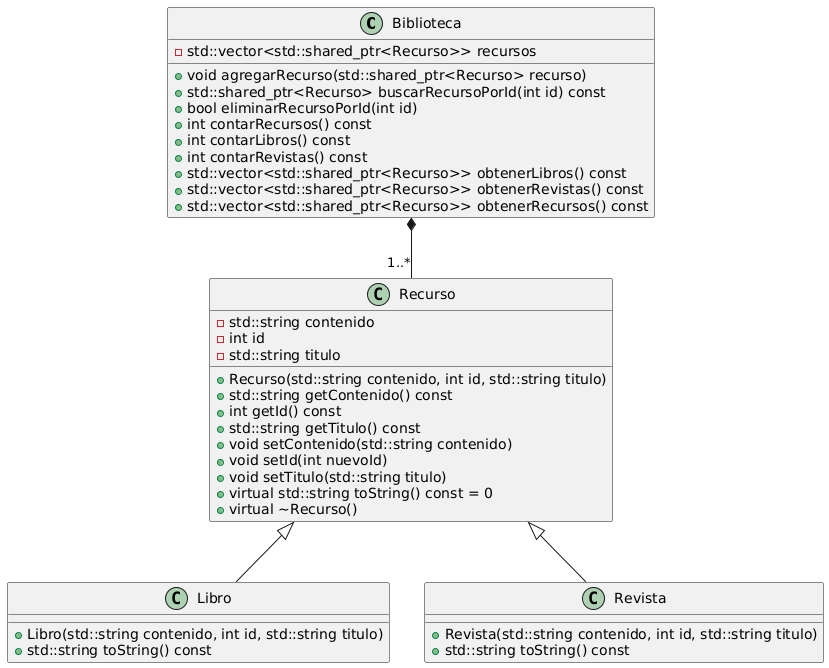 C Biblioteca
std::vector<std::shared_ptr<Recurso>> recursos
void agregarRecurso(std::shared_ptr<Recurso> recurso)
std::shared_ptr<Recurso> buscarRecursoPorId(int id) const
bool eliminarRecursoPorId(int id)
int contarRecursos() const
int contarLibros() const
int contarRevistas() const
std::vector<std::shared_ptr<Recurso>> obtenerLibros() const
std::vector<std::shared_ptr<Recurso>> obtenerRevistas() const
std::vector<std::shared_ptr<Recurso>> obtenerRecursos() const
1..*
C Recurso
std::string contenido
int id
std::string titulo
Recurso(std::string contenido, int id, std::string titulo)
std::string getContenido() const
int getId() const
std::string getTitulo() const
void setContenido(std::string contenido)
void setId(int nuevoId)
void setTitulo(std::string titulo)
virtual std::string toString() const = 0
virtual ~Recurso()
C Libro
Libro(std::string contenido, int id, std::string titulo)
std::string toString() const
C Revista
Revista(std::string contenido, int id, std::string titulo)
std::string toString() const